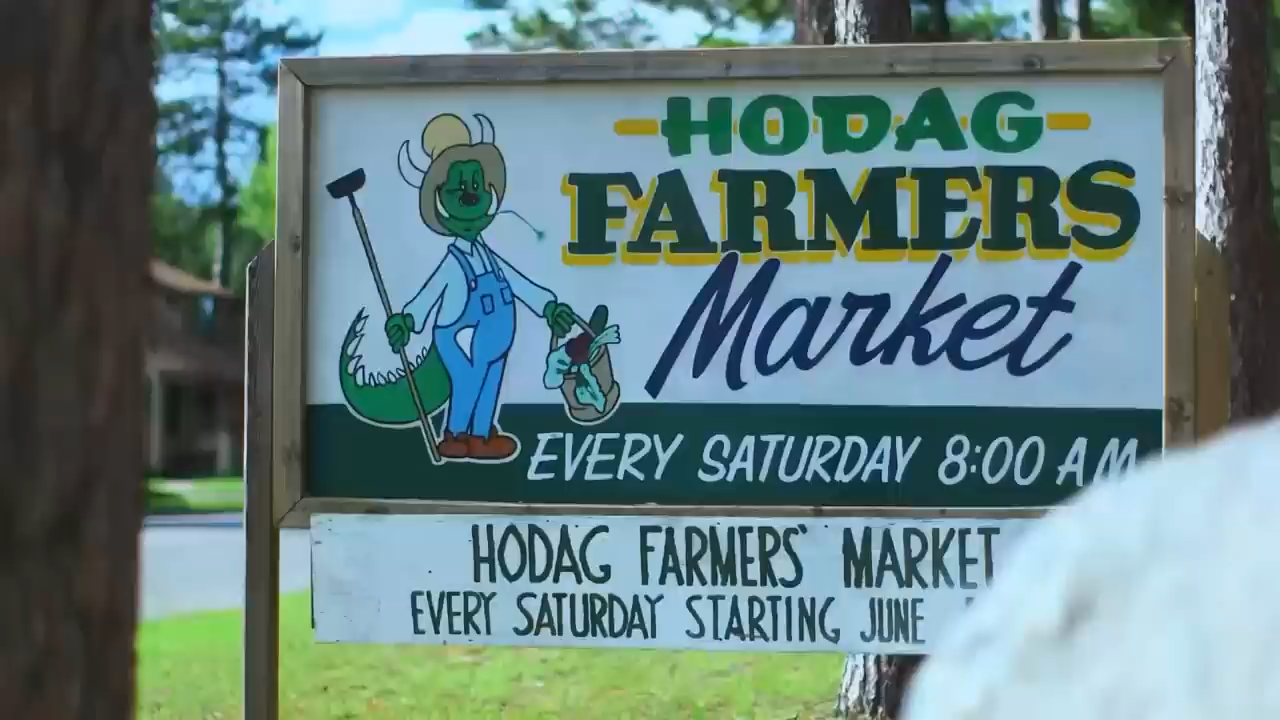 HODAG
FARMERS
Market
EVERY SATURDAY 8:00 AM
HODAG FARMERS' MARKET
EVERY SATURDAY STARTING JUNE